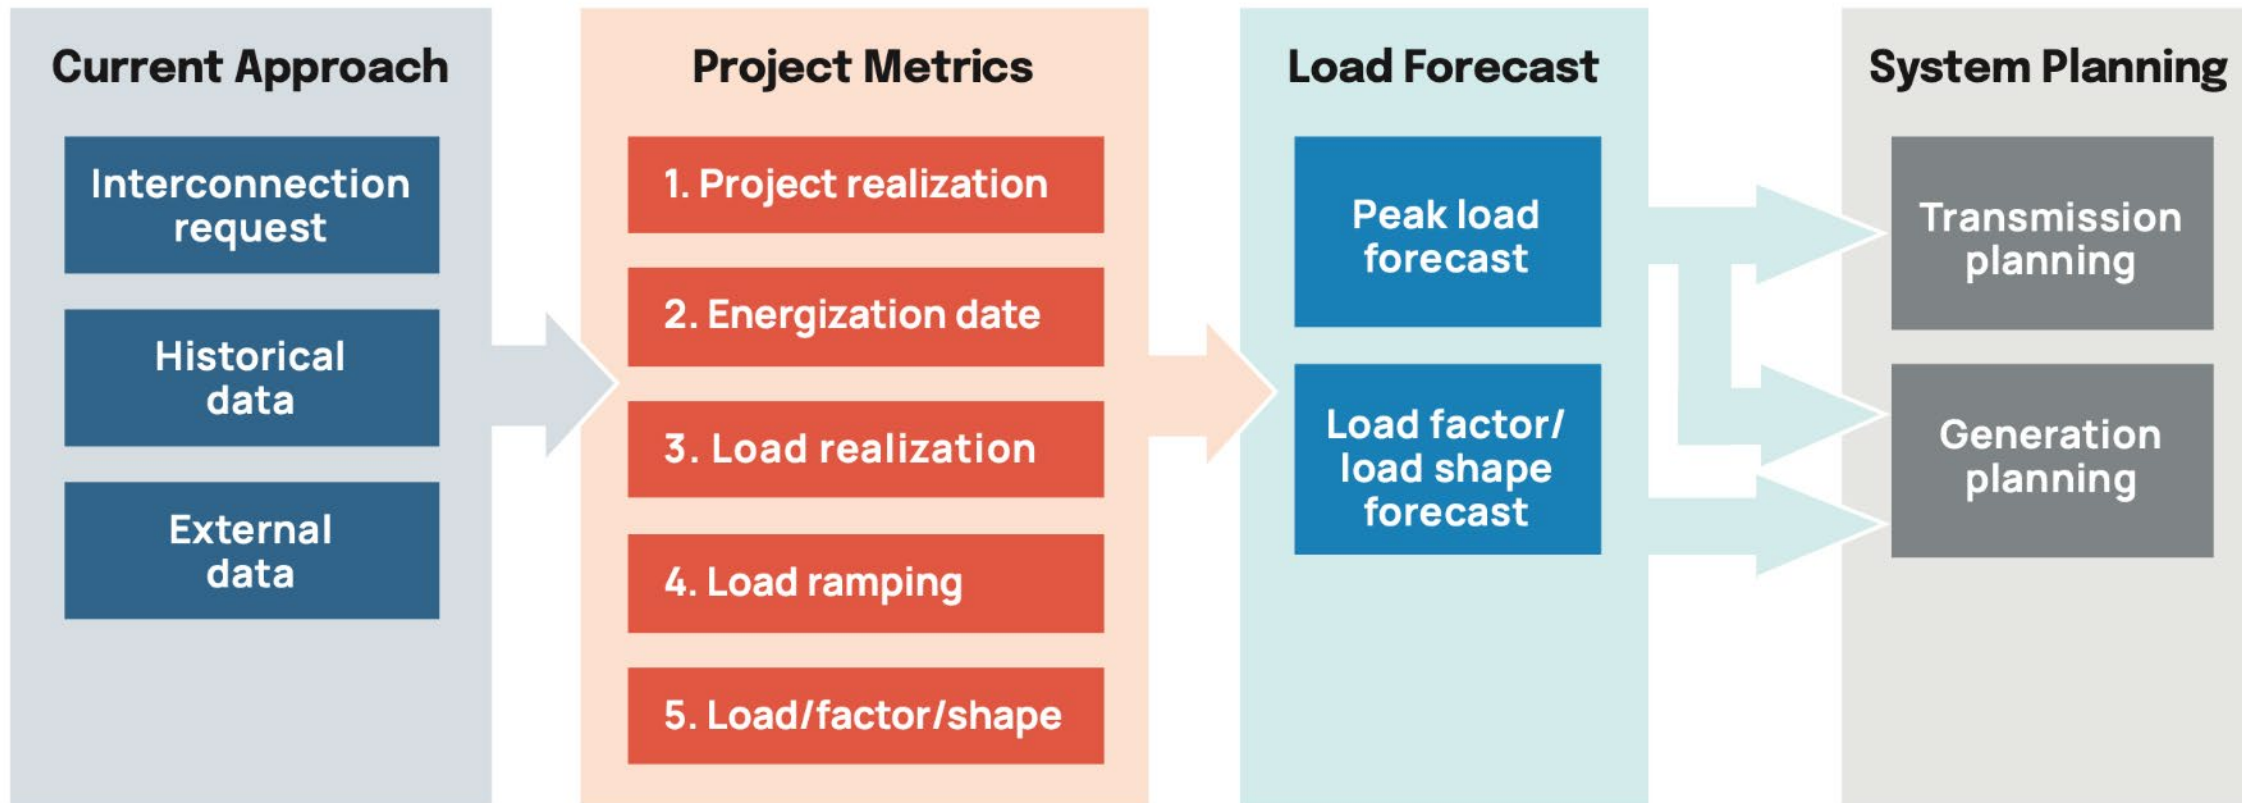 Current Approach
Interconnection
request
Historical
data
External
data
Project Metrics
1. Project realization
2. Energization date
3. Load realization
4. Load ramping
5. Load/factor/shape
Load Forecast
Peak load
forecast
Load factor/
load shape
forecast
System Planning
Transmission
planning
Generation
planning